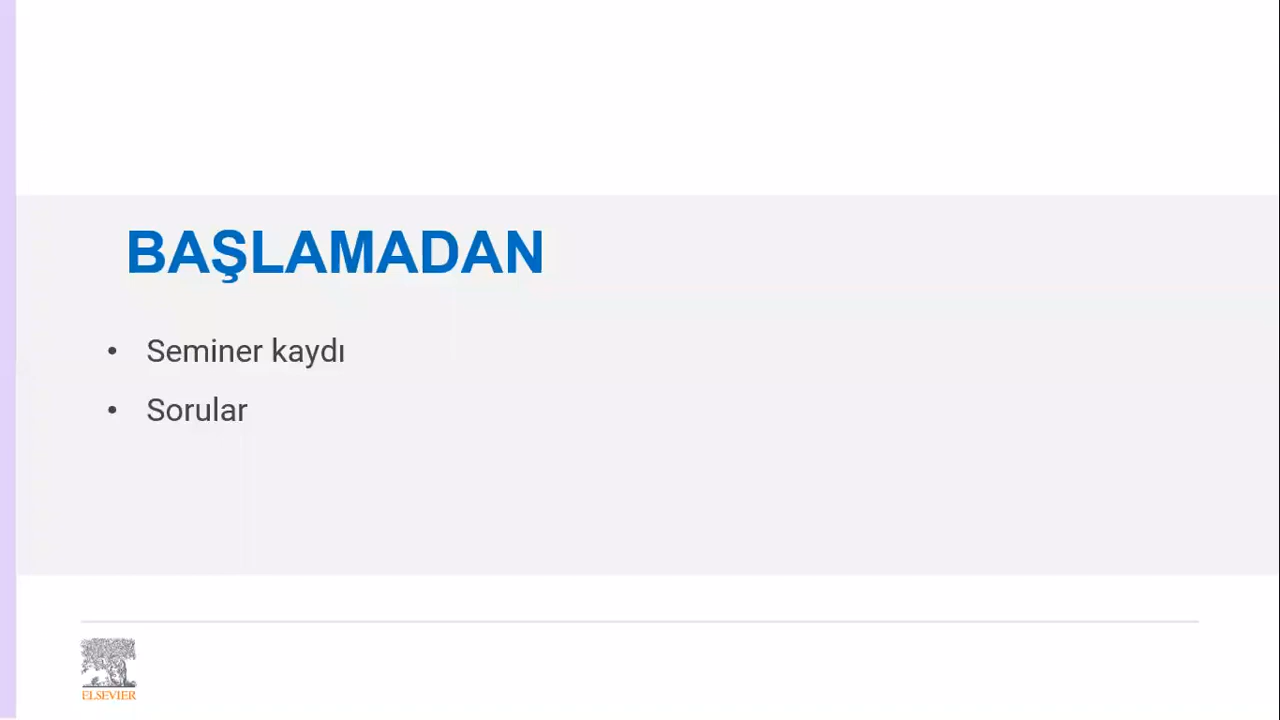 BAŞLAMADAN
• Seminer kaydı
• Sorular
ELSEVIER